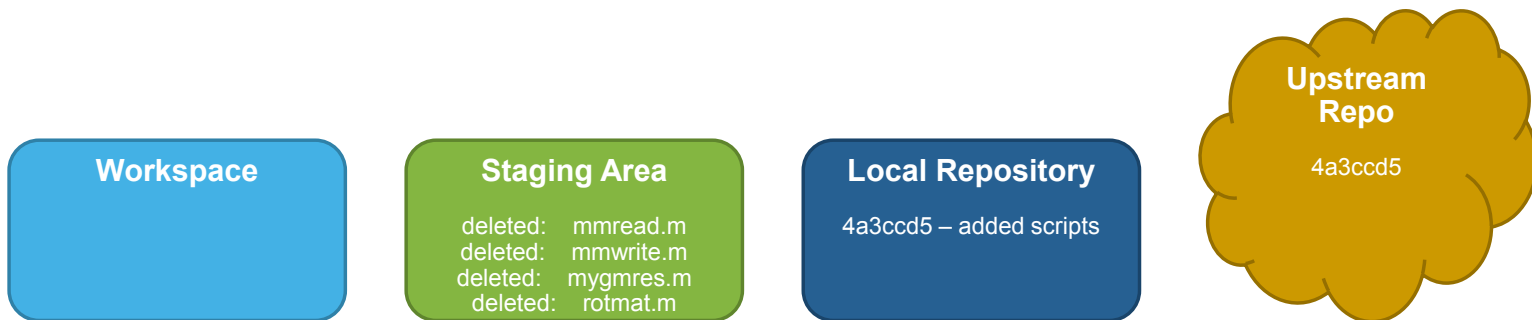 Workspace
Staging Area
deleted: mmread.m
deleted: mmwrite.m
deleted: mygmres.m
deleted: rotmat.m
Local Repository
4a3ccd5 – added scripts
Upstream
Repo
4a3ccd5